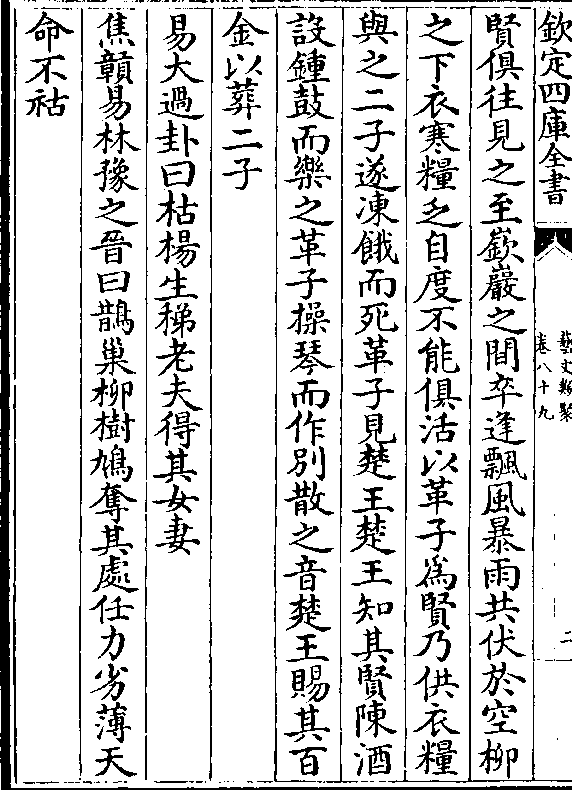 欽定四庫全書
藝文類聚
卷八十九
二
賢俱往見之至嶔巖之間卒逢飄風暴雨共伏於空柳
之下衣寒糧乏自度不能俱活以革子爲賢乃供衣糧
與之二子遂凍餓而死革子見楚王楚王知其賢陳酒
設鍾鼓而樂之革子操琴而作別散之音楚王賜其百
金以葬二子
易大過卦曰枯楊生稊老夫得其女妻
焦贛易林豫之晉曰鵲巢柳樹鳩奪其處任力劣薄天
命不祜